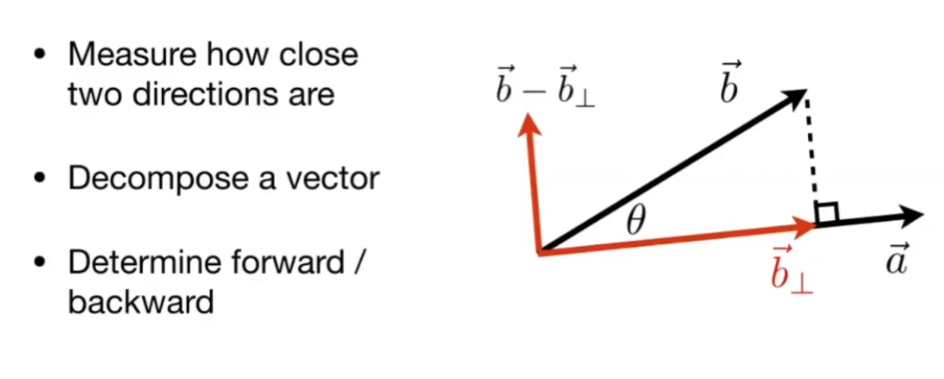 • Measure how close
two directions are
• Decompose a vector
• Determine forward /
backward
$\vec{b} - \vec{b}_\perp$
$\vec{b}$
$\theta$
$\vec{b}_\perp$
$\vec{a}$